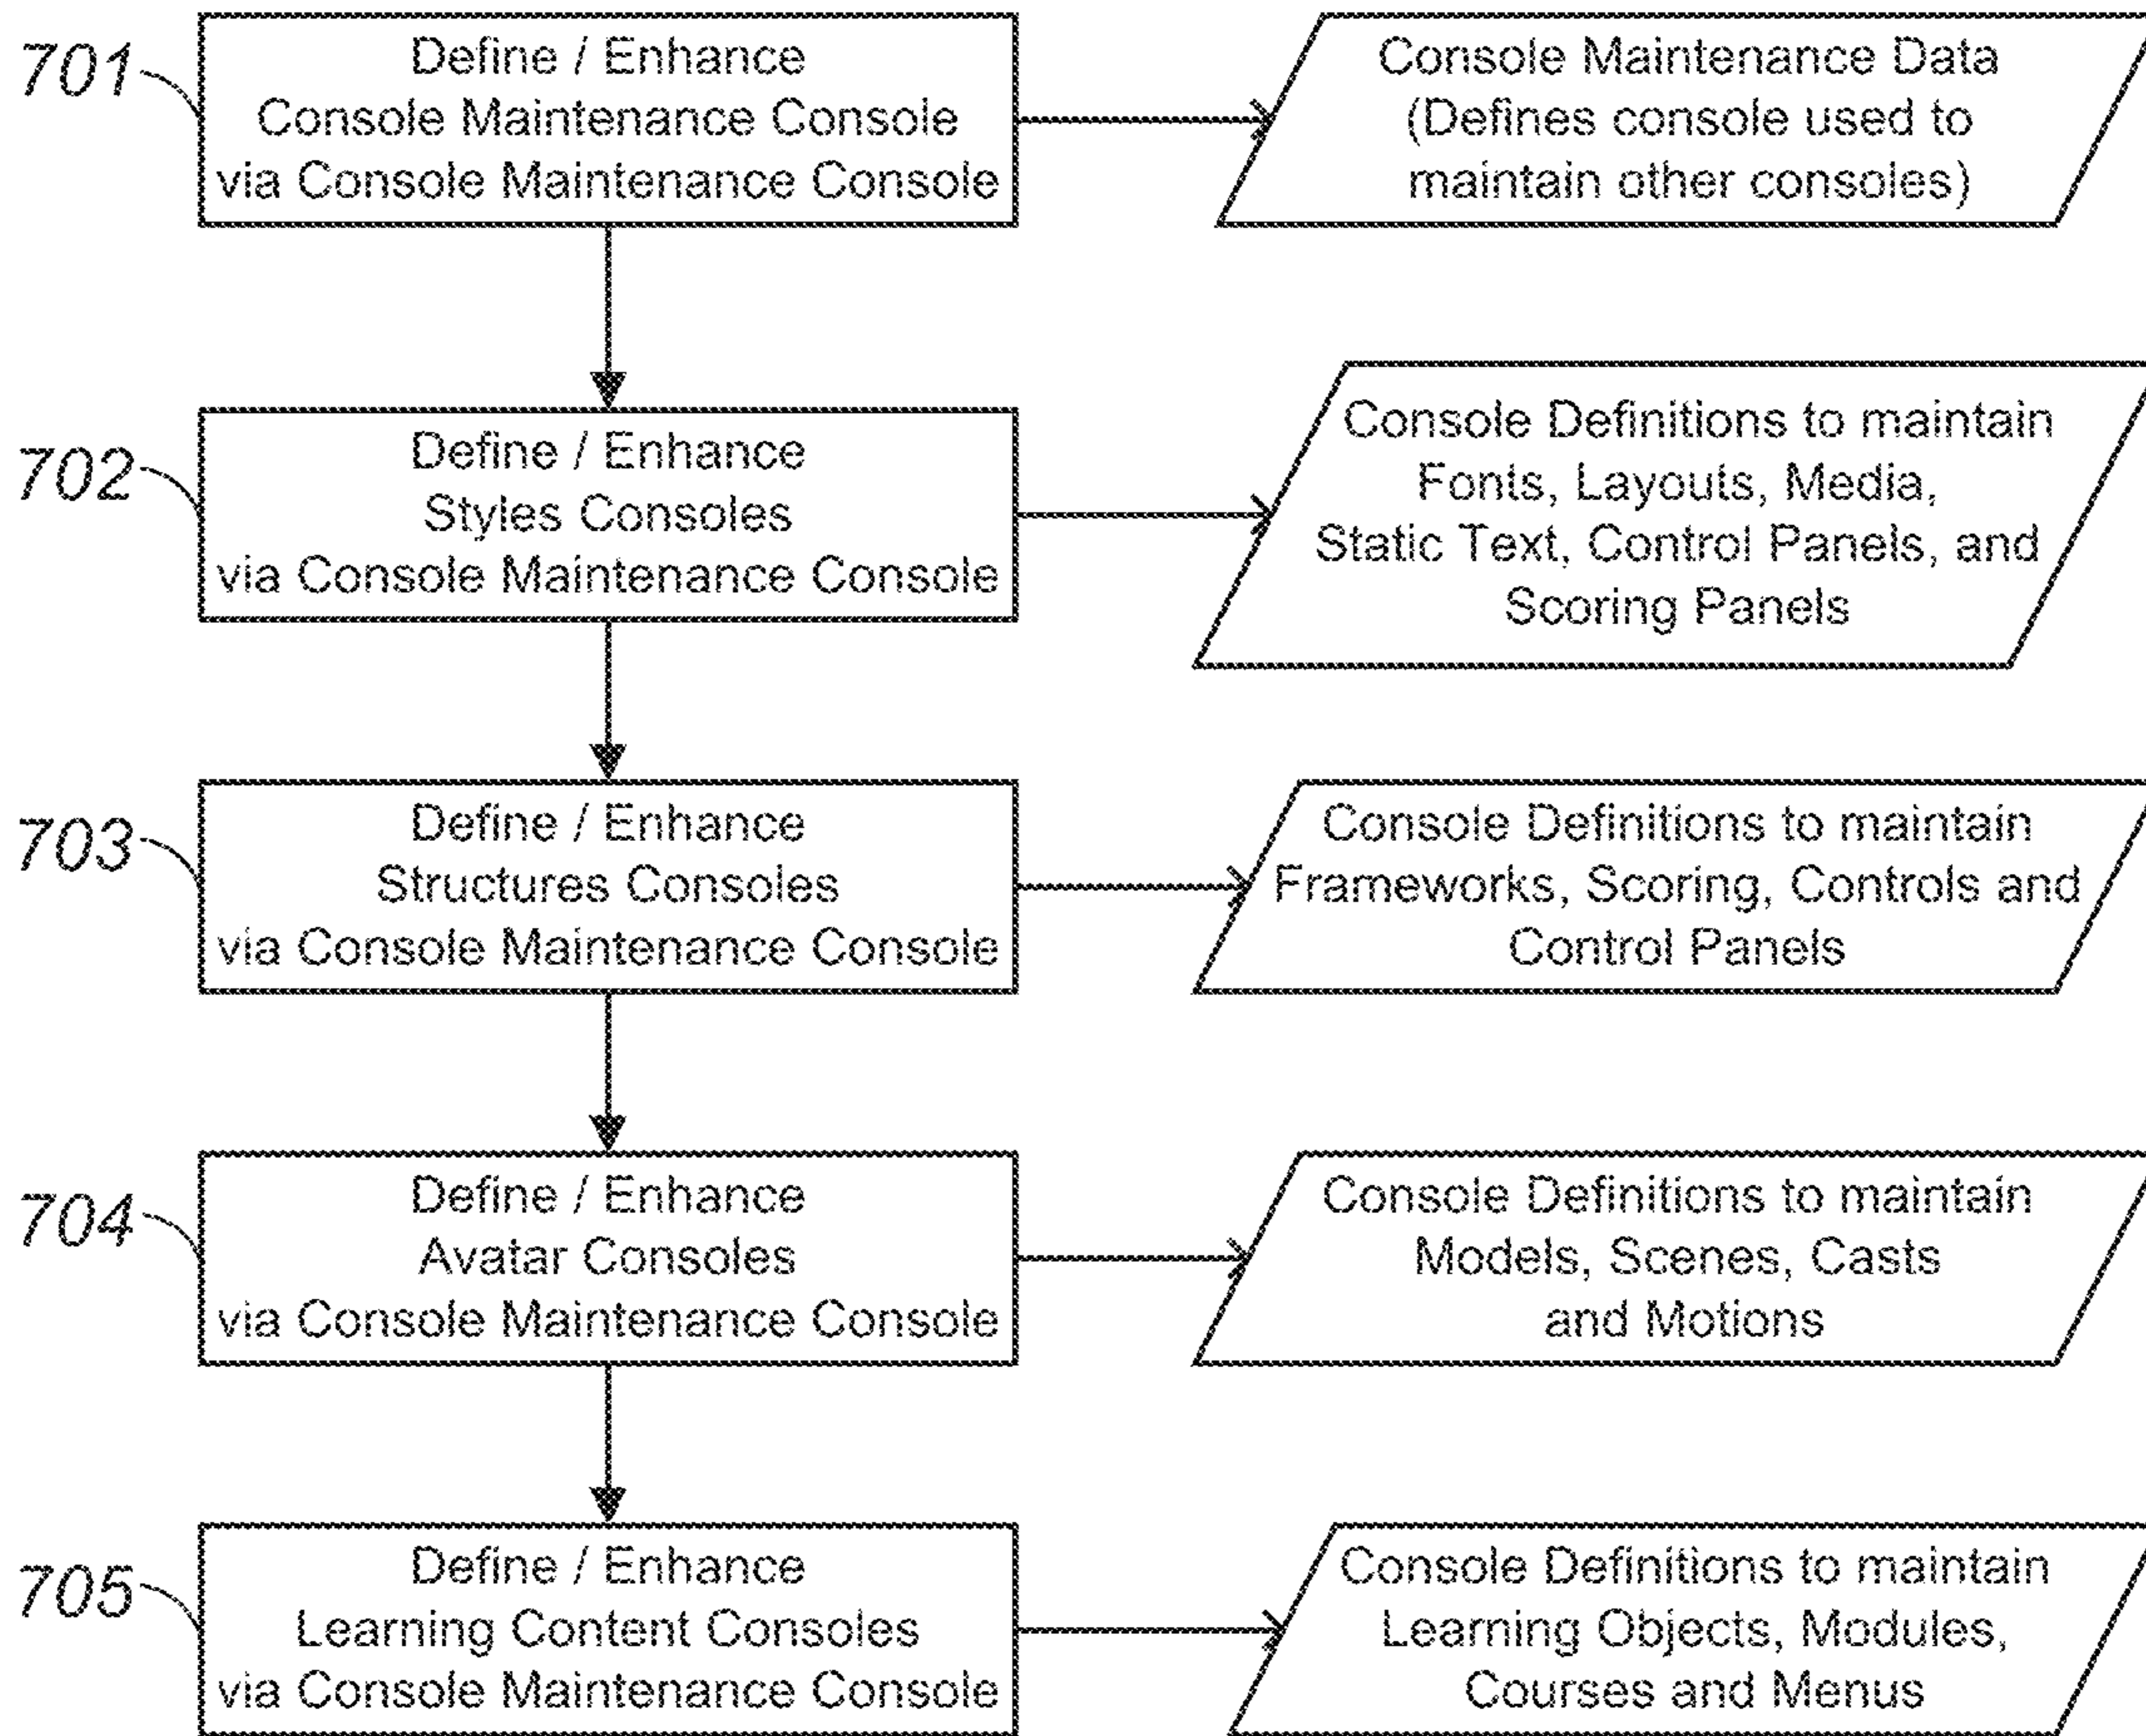 701
Define / Enhance
Console Maintenance Console
via Console Maintenance Console
Console Maintenance Data
(Defines console used to
maintain other consoles)
702
Define / Enhance
Styles Consoles
via Console Maintenance Console
Console Definitions to maintain
Fonts, Layouts, Media,
Static Text, Control Panels, and
Scoring Panels
703
Define / Enhance
Structures Consoles
via Console Maintenance Console
Console Definitions to maintain
Frameworks, Scoring, Controls and
Control Panels
704
Define / Enhance
Avatar Consoles
via Console Maintenance Console
Console Definitions to maintain
Models, Scenes, Casts
and Motions
705
Define / Enhance
Learning Content Consoles
via Console Maintenance Console
Console Definitions to maintain
Learning Objects, Modules,
Courses and Menus